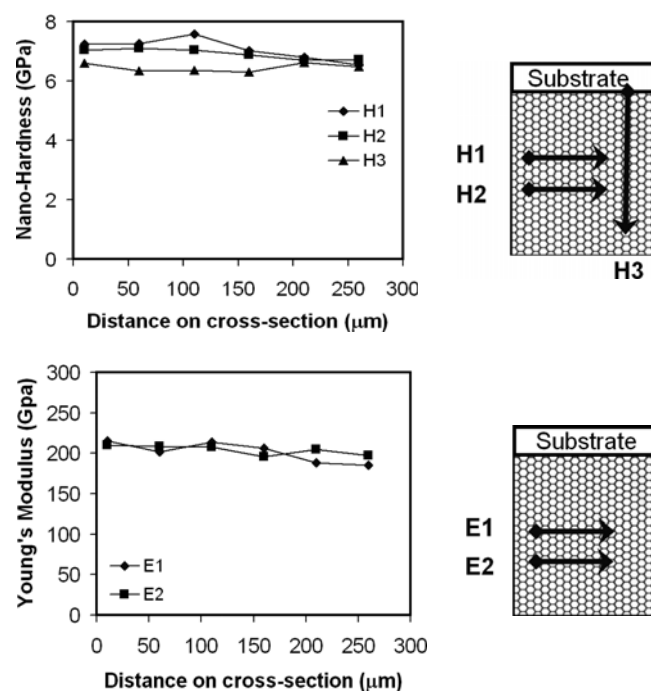 Nano-Hardness (GPa)
8
6
4
2
0
H1
H2
H3
0 50 100 150 200 250 300
Distance on cross-section (μm)
Substrate
H1
H2
H3
Young's Modulus (Gpa)
300
250
200
150
100
50
0
E1
E2
0 50 100 150 200 250 300
Distance on cross-section (μm)
Substrate
E1
E2